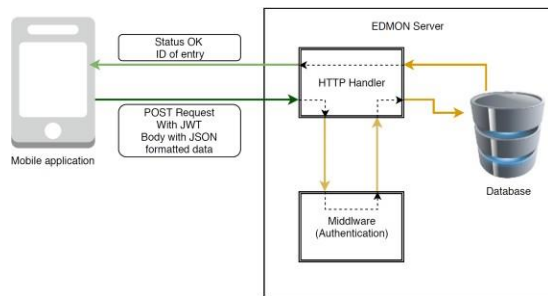 EDMON Server
Status OK
ID of entry
HTTP Handler
POST Request
With JWT
Body with JSON
formatted data
Mobile application
Database
Middlware
(Authentication)